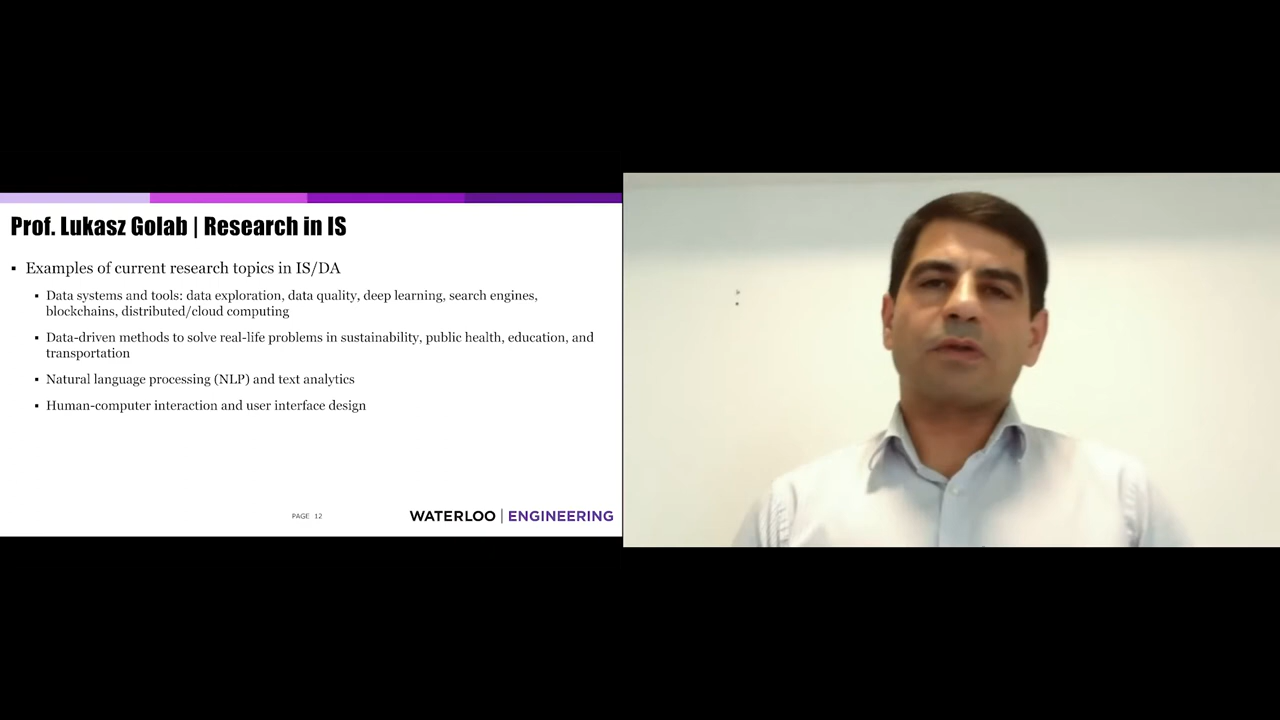 Prof. Lukasz Golab | Research in IS
▪ Examples of current research topics in IS/DA
▪ Data systems and tools: data exploration, data quality, deep learning, search engines,
blockchains, distributed/cloud computing
▪ Data-driven methods to solve real-life problems in sustainability, public health, education, and
transportation
▪ Natural language processing (NLP) and text analytics
▪ Human-computer interaction and user interface design
PAGE 12
WATERLOO | ENGINEERING